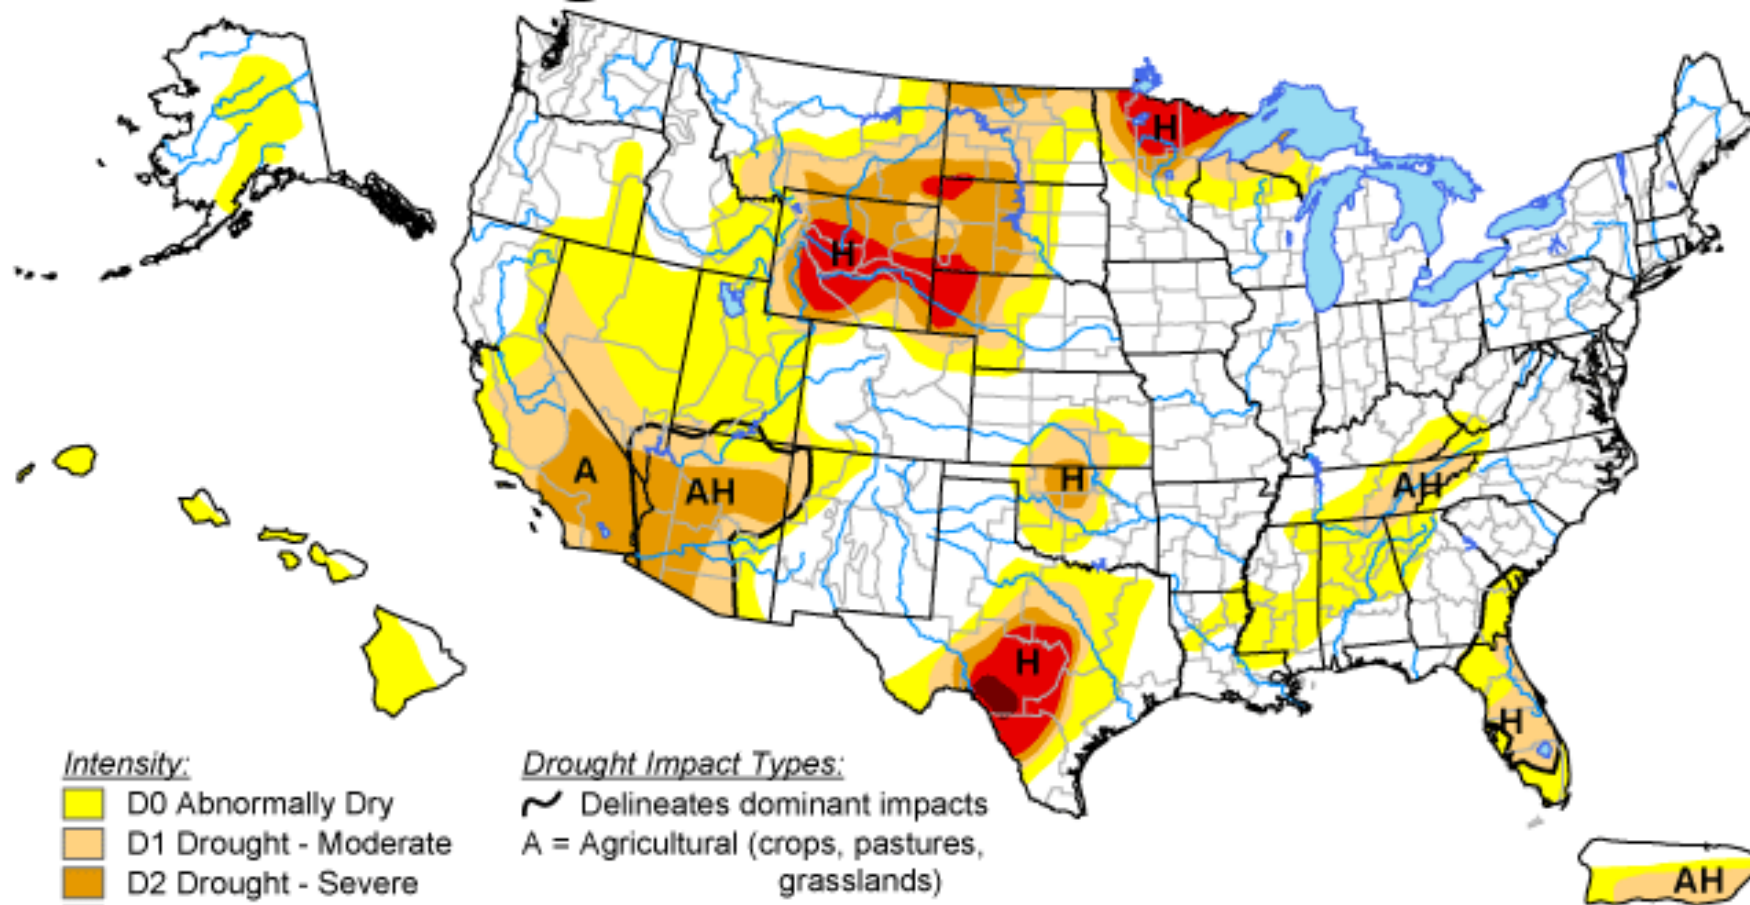 H
H
A
AH
H
AH
H
H
Intensity:
D0 Abnormally Dry
D1 Drought - Moderate
D2 Drought - Severe
Drought Impact Types:
Delineates dominant impacts
A = Agricultural (crops, pastures,
grasslands)
AH